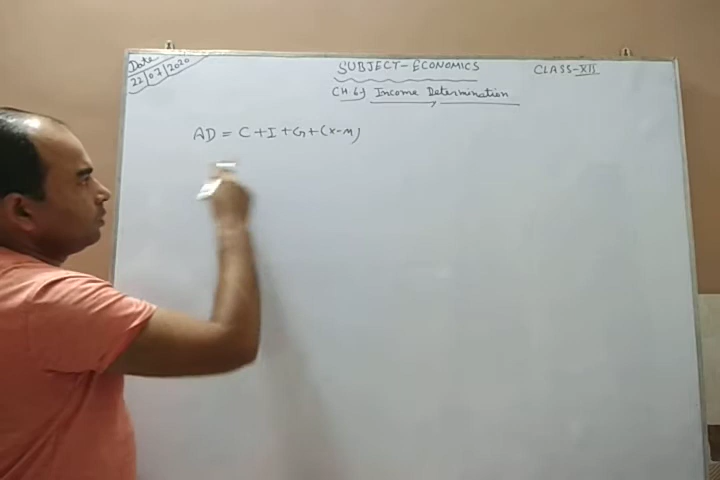 Date
22/07/2020
SUBJECT-ECONOMICS
CLASS-XII
CH.6) Income Determination
AD = C+I+G+(X-M)